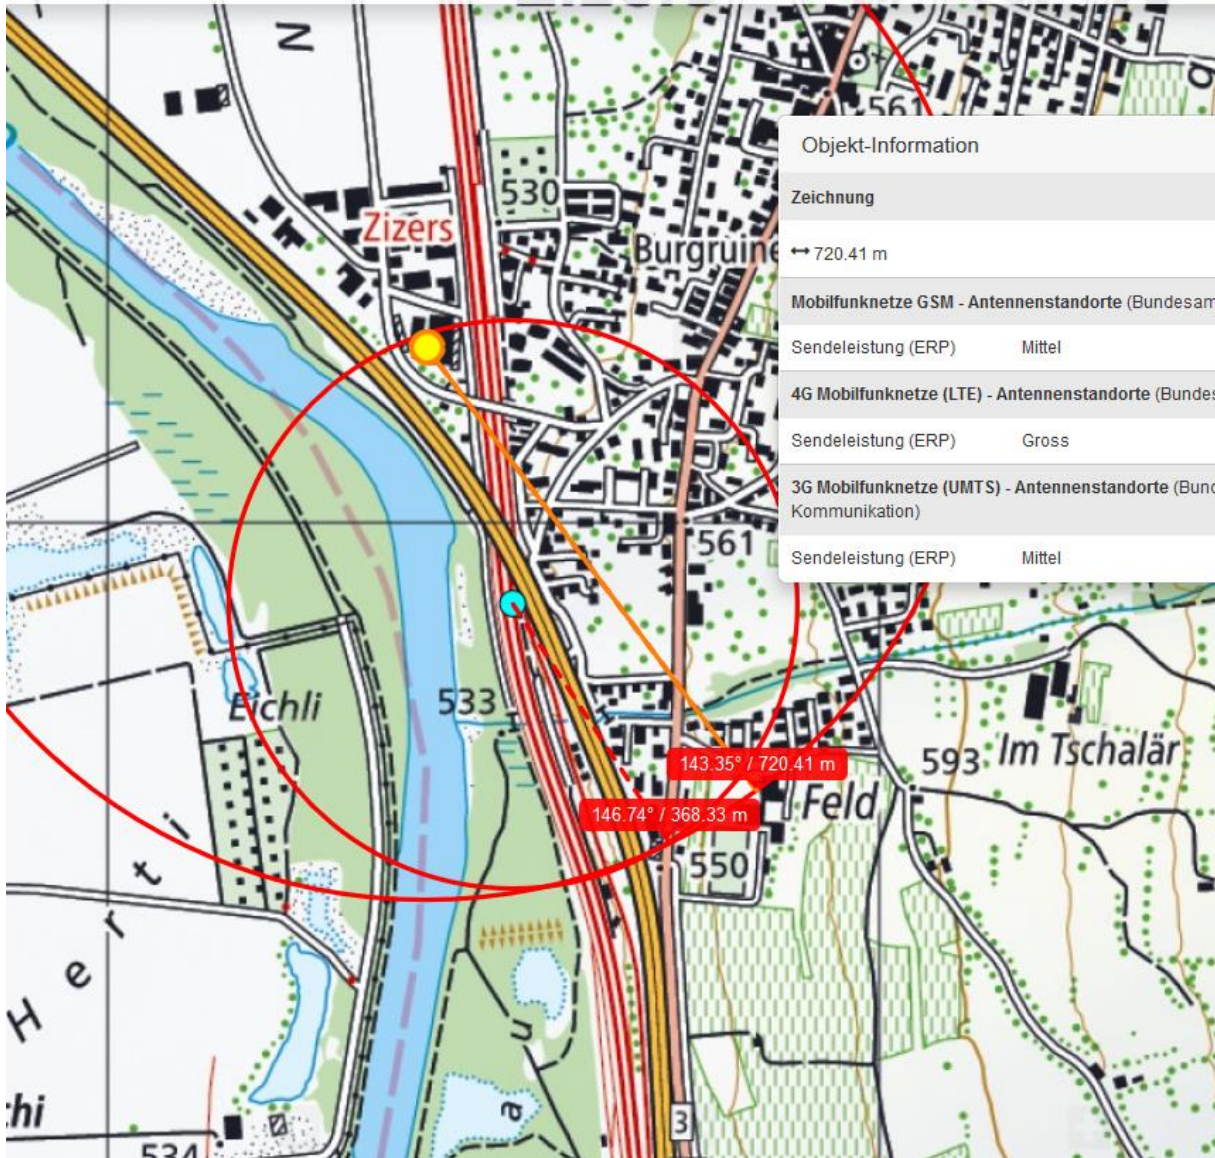 N
561
Objekt-Information
Zeichnung
↔ 720.41 m
Mobilfunknetze GSM - Antennenstandorte (Bundesam
Sendeleistung (ERP) Mittel
4G Mobilfunknetze (LTE) - Antennenstandorte (Bundes
Sendeleistung (ERP) Gross
3G Mobilfunknetze (UMTS) - Antennenstandorte (Bund
Kommunikation)
Sendeleistung (ERP) Mittel
530
Zizers
Burgruine
561
Eichli
533
143.35° / 720.41 m
593 Im Tschalär
146.74° / 368.33 m
Feld
550
H e r t i
a u
chi
534
3